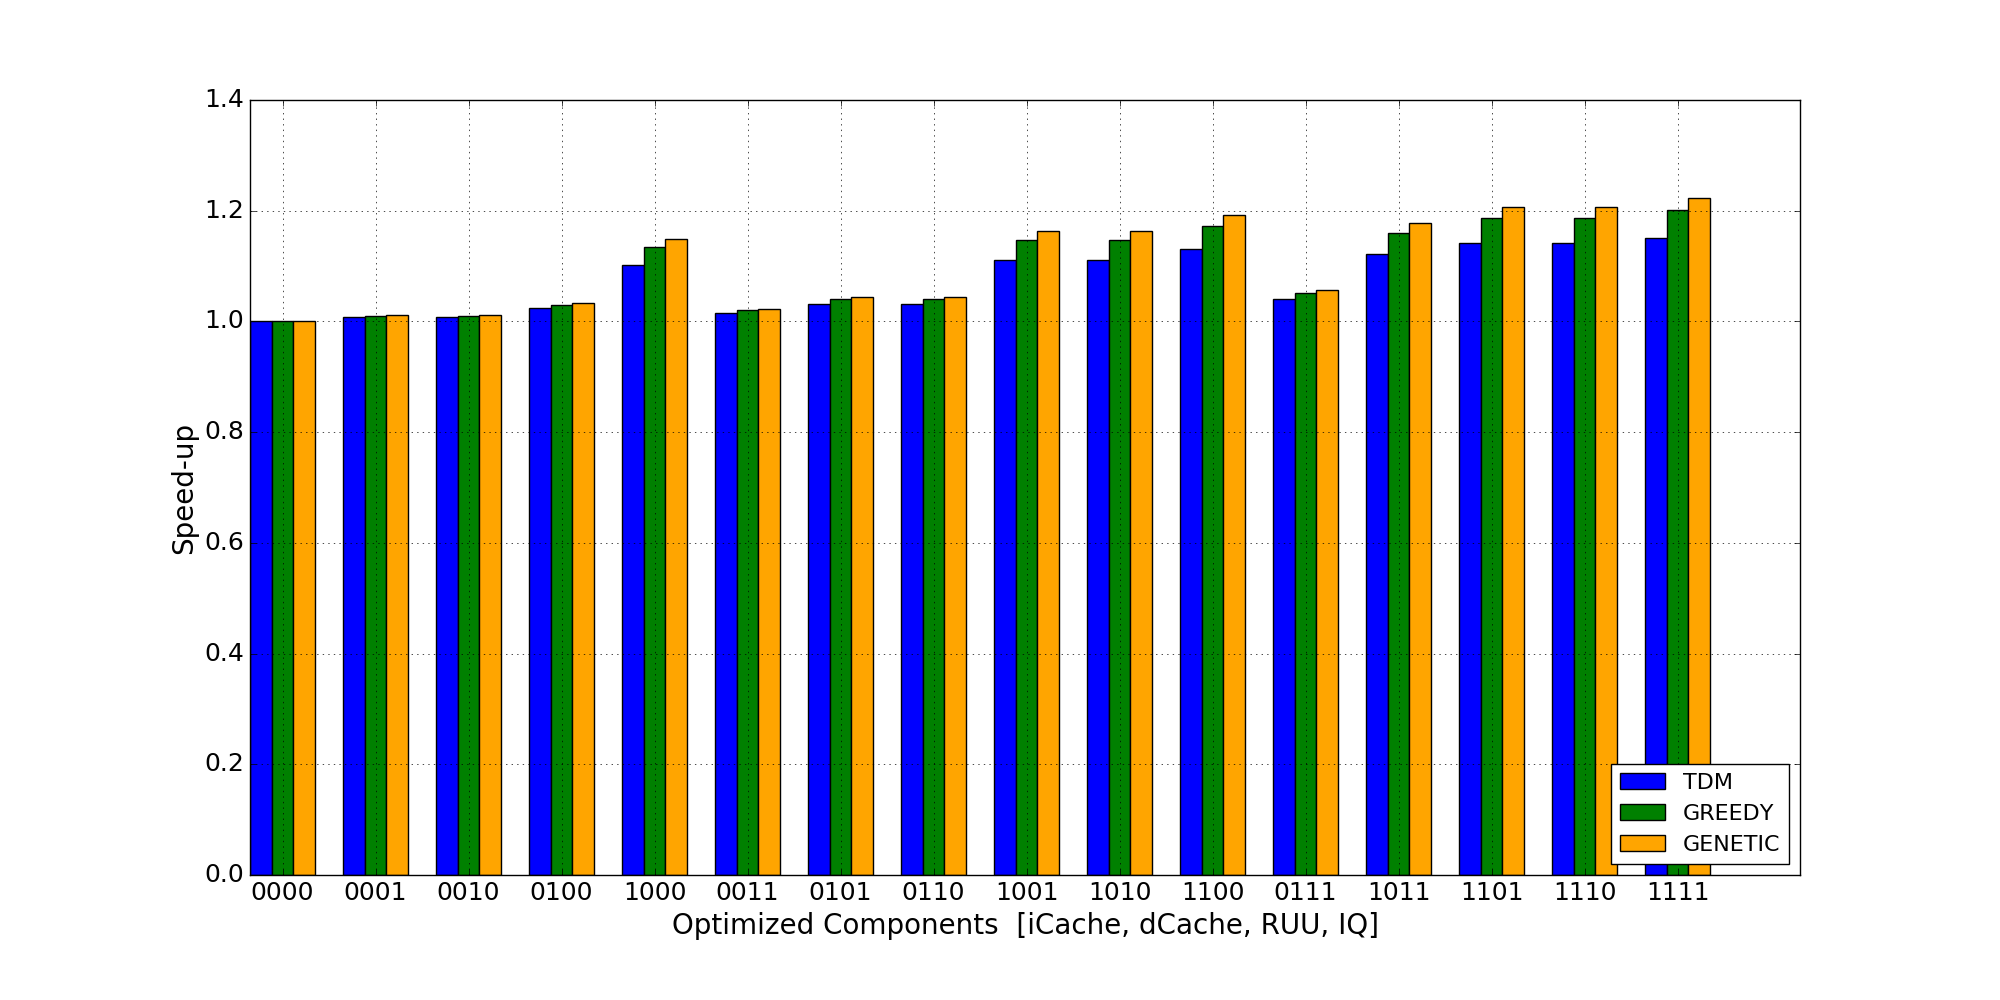 1.4
1.2
1.0
0.8
0.6
0.4
0.2
0.0
Speed-up
TDM
GREEDY
GENETIC
0000 0001 0010 0100 1000 0011 0101 0110 1001 1010 1100 0111 1011 1101 1110 1111
Optimized Components [iCache, dCache, RUU, IQ]